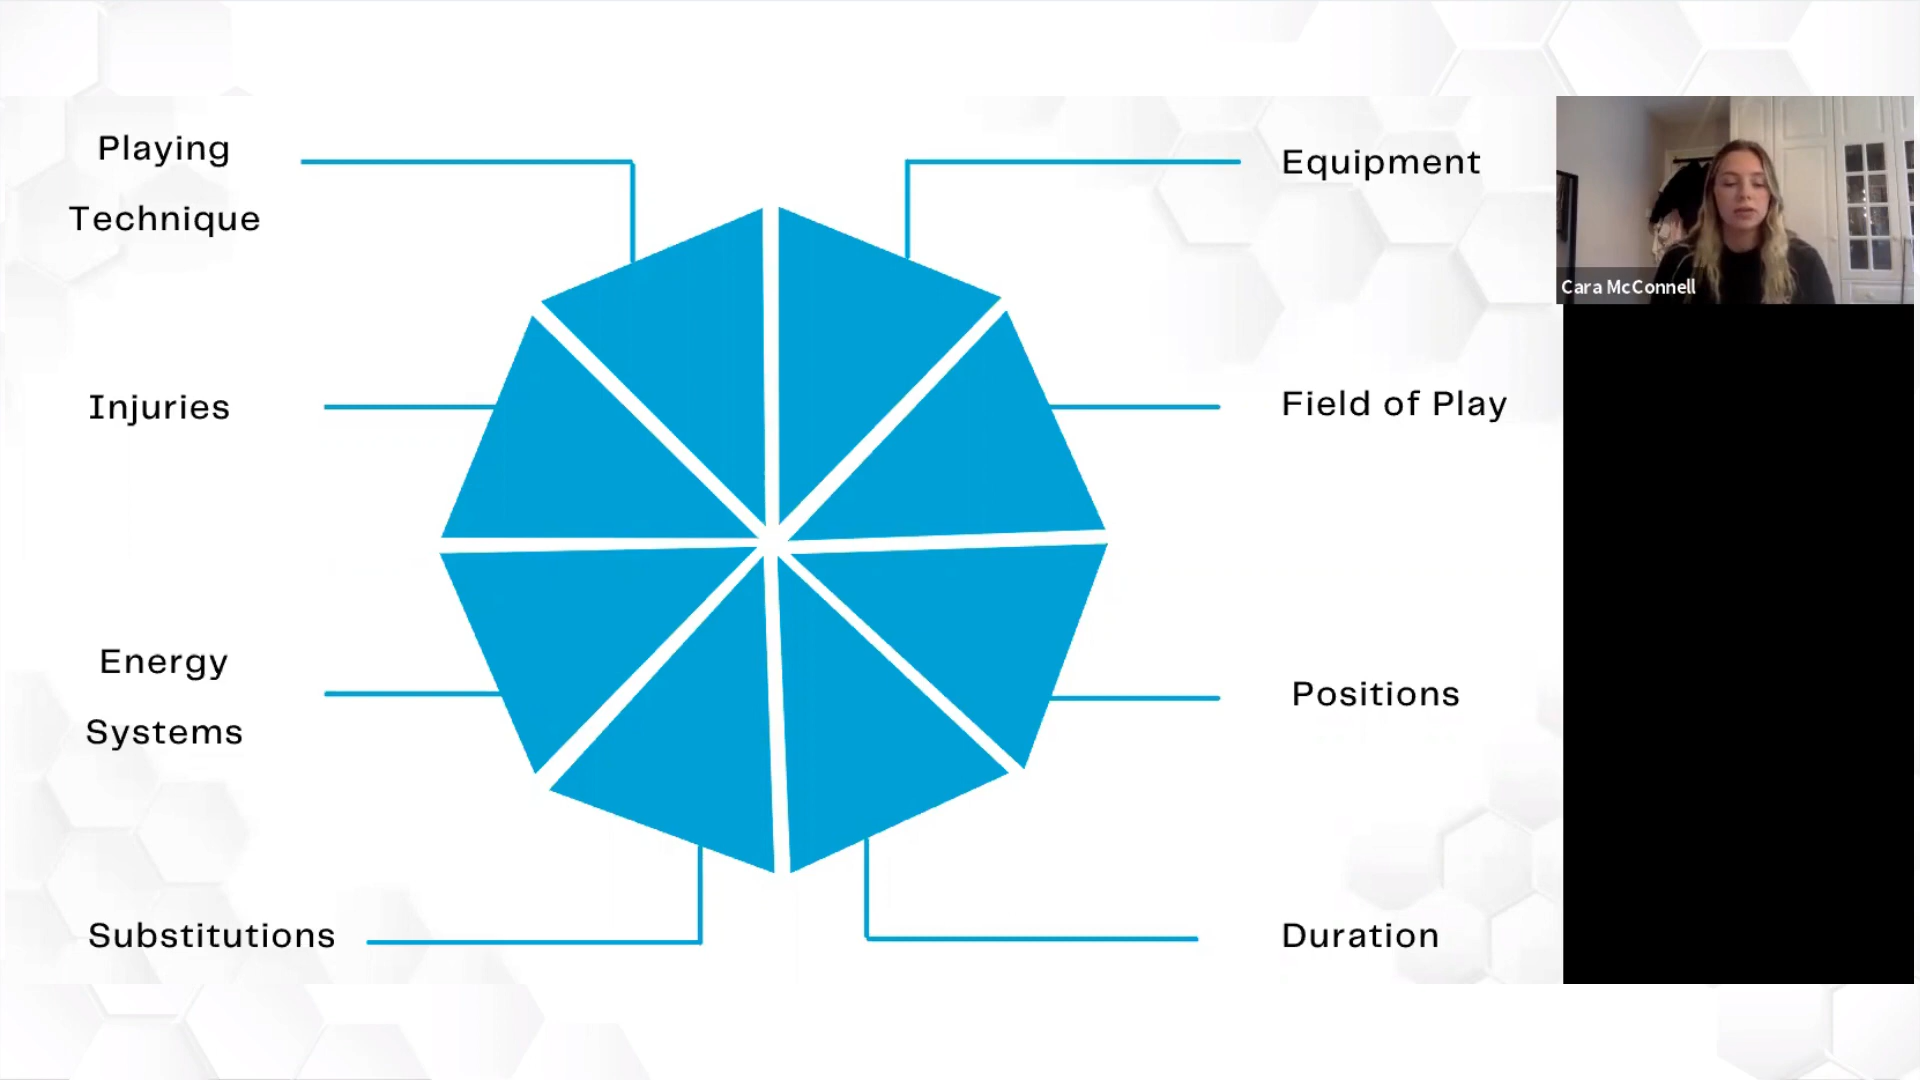 Playing
Technique
Equipment
Cara McConnell
Injuries
Field of Play
Energy
Systems
Positions
Substitutions
Duration